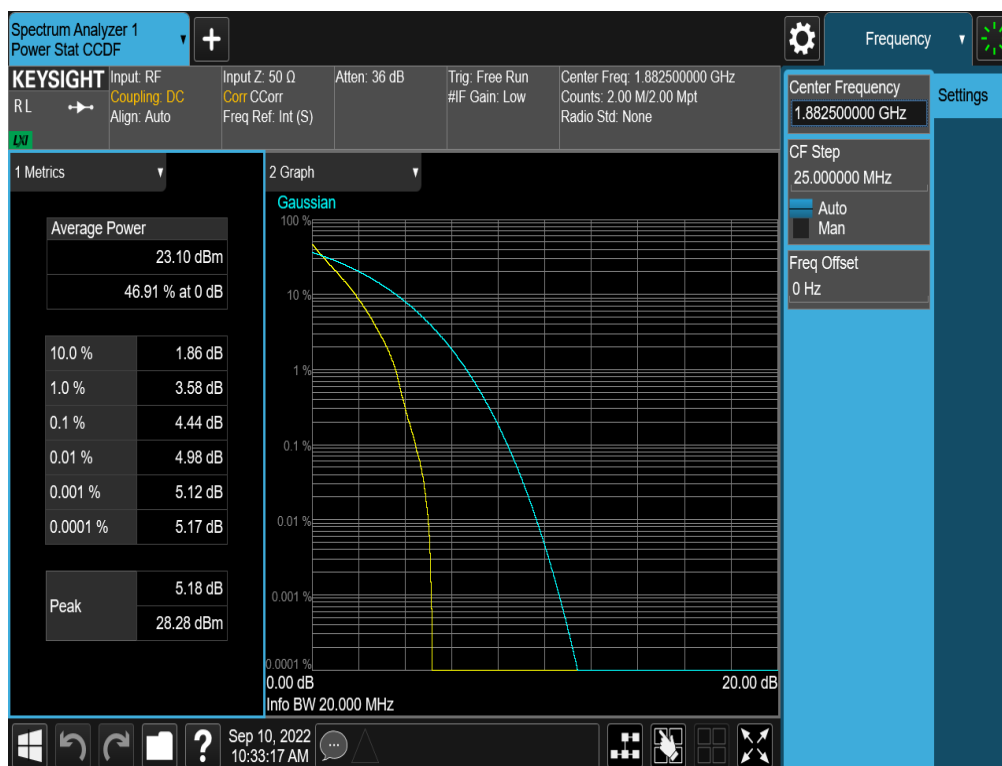 Spectrum Analyzer 1
Power Stat CCDF
+
Frequency
KEYSIGHT
RL
LXI
Input: RF
Coupling: DC
Align: Auto
Input Z: 50 Ω
Corr CCorr
Freq Ref: Int (S)
Atten: 36 dB
Trig: Free Run
#IF Gain: Low
Center Freq: 1.882500000 GHz
Counts: 2.00 M/2.00 Mpt
Radio Std: None
Center Frequency
1.882500000 GHz
Settings
CF Step
25.000000 MHz
Auto
Man
Freq Offset
0 Hz
1 Metrics
Average Power
23.10 dBm
46.91 % at 0 dB
10.0 % 1.86 dB
1.0 % 3.58 dB
0.1 % 4.44 dB
0.01 % 4.98 dB
0.001 % 5.12 dB
0.0001 % 5.17 dB
Peak
5.18 dB
28.28 dBm
2 Graph
Gaussian
100 %
10 %
1 %
0.1 %
0.01 %
0.001 %
0.0001 %
0.00 dB 20.00 dB
Info BW 20.000 MHz
?
Sep 10, 2022
10:33:17 AM